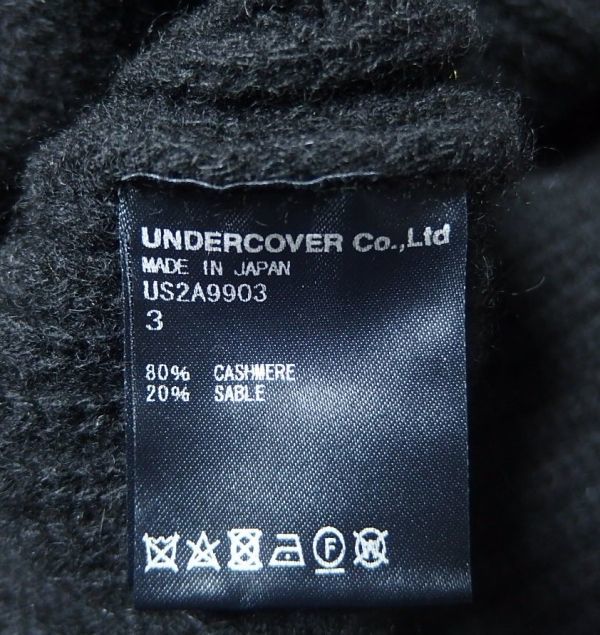 UNDERCOVER Co.,Ltd
MADE IN JAPAN
US2A9903
3
80% CASHMERE
20% SABLE
F W